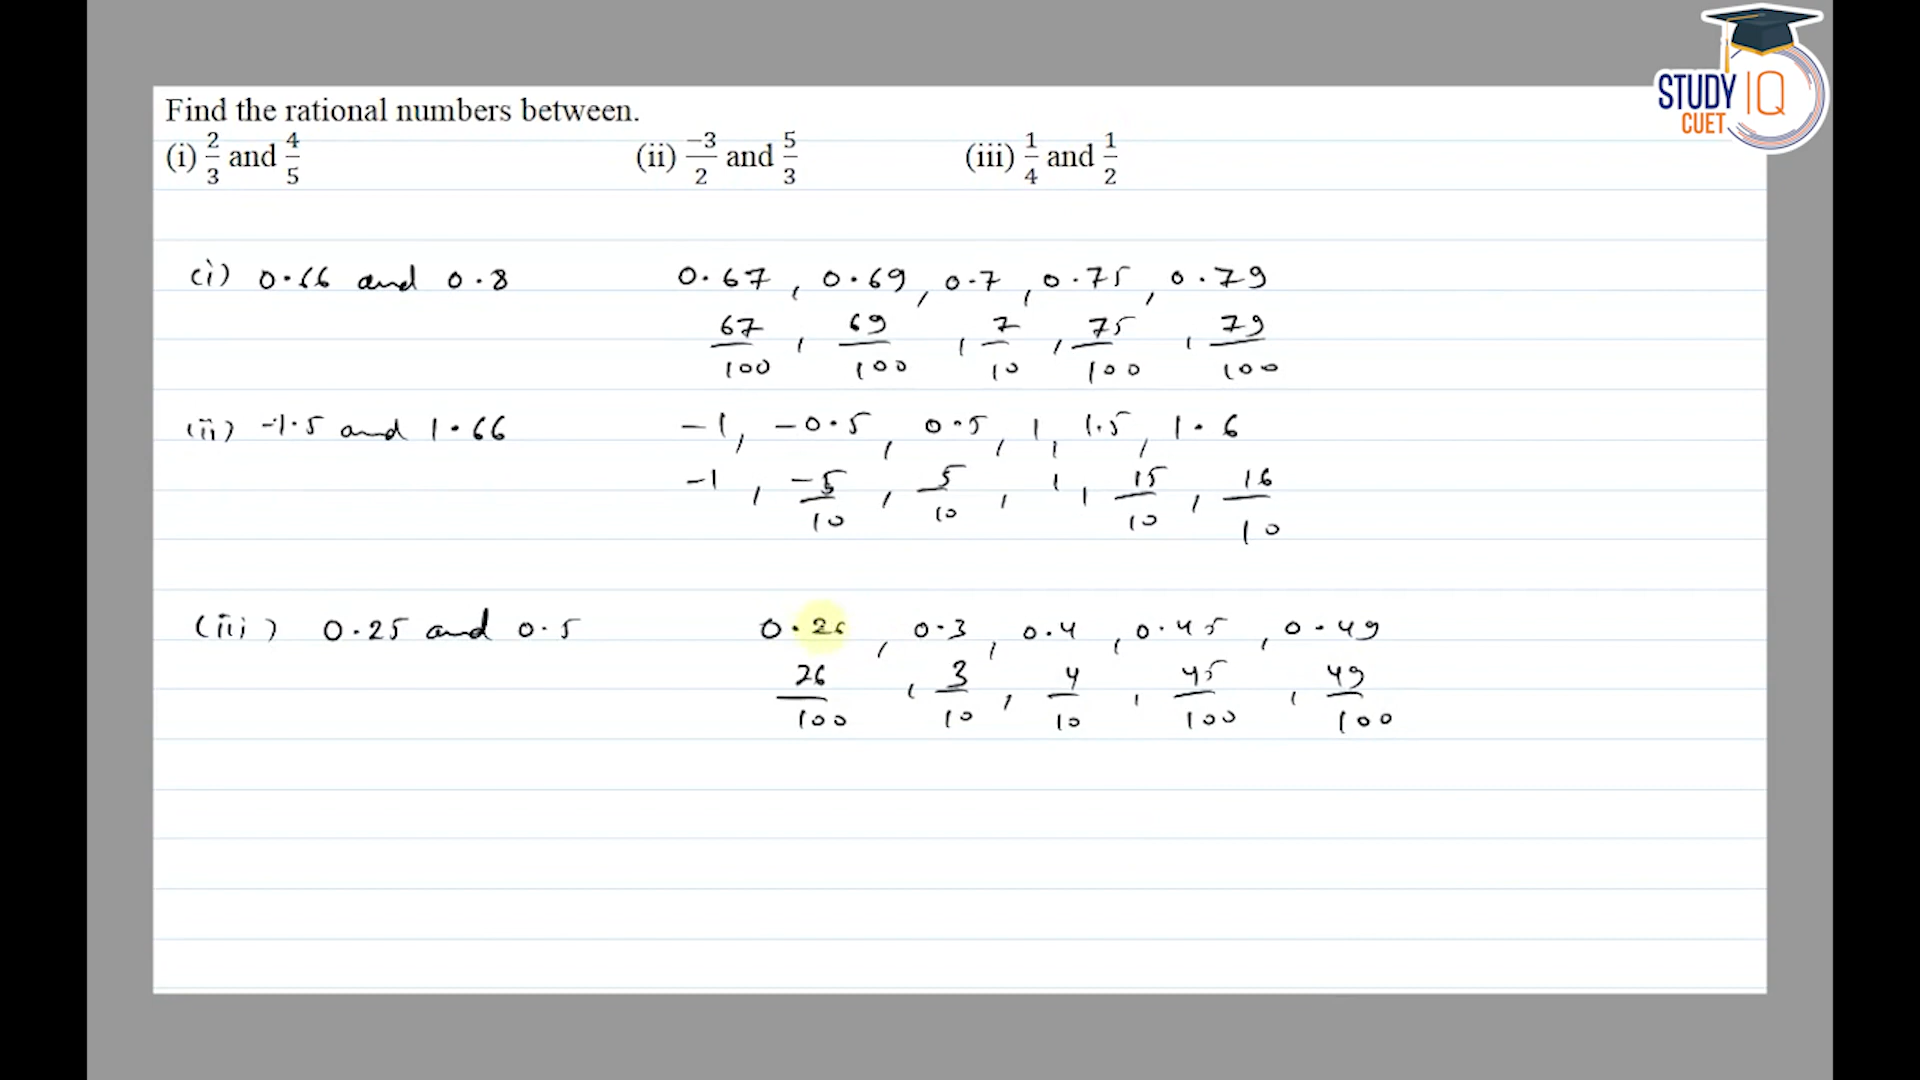 STUDY IQ
CUET
Find the rational numbers between.
(i) 2/3 and 4/5 (ii) -3/2 and 5/3 (iii) 1/4 and 1/2
(i) 0.66 and 0.8 0.67, 0.69, 0.7, 0.75, 0.79
67/100, 69/100, 7/10, 75/100, 79/100
(ii) -1.5 and 1.66 -1, -0.5, 0.5, 1, 1.5, 1.6
-1, -5/10, 5/10, 1, 15/10, 16/10
(iii) 0.25 and 0.5 0.26, 0.3, 0.4, 0.45, 0.49
26/100, 3/10, 4/10, 45/100, 49/100